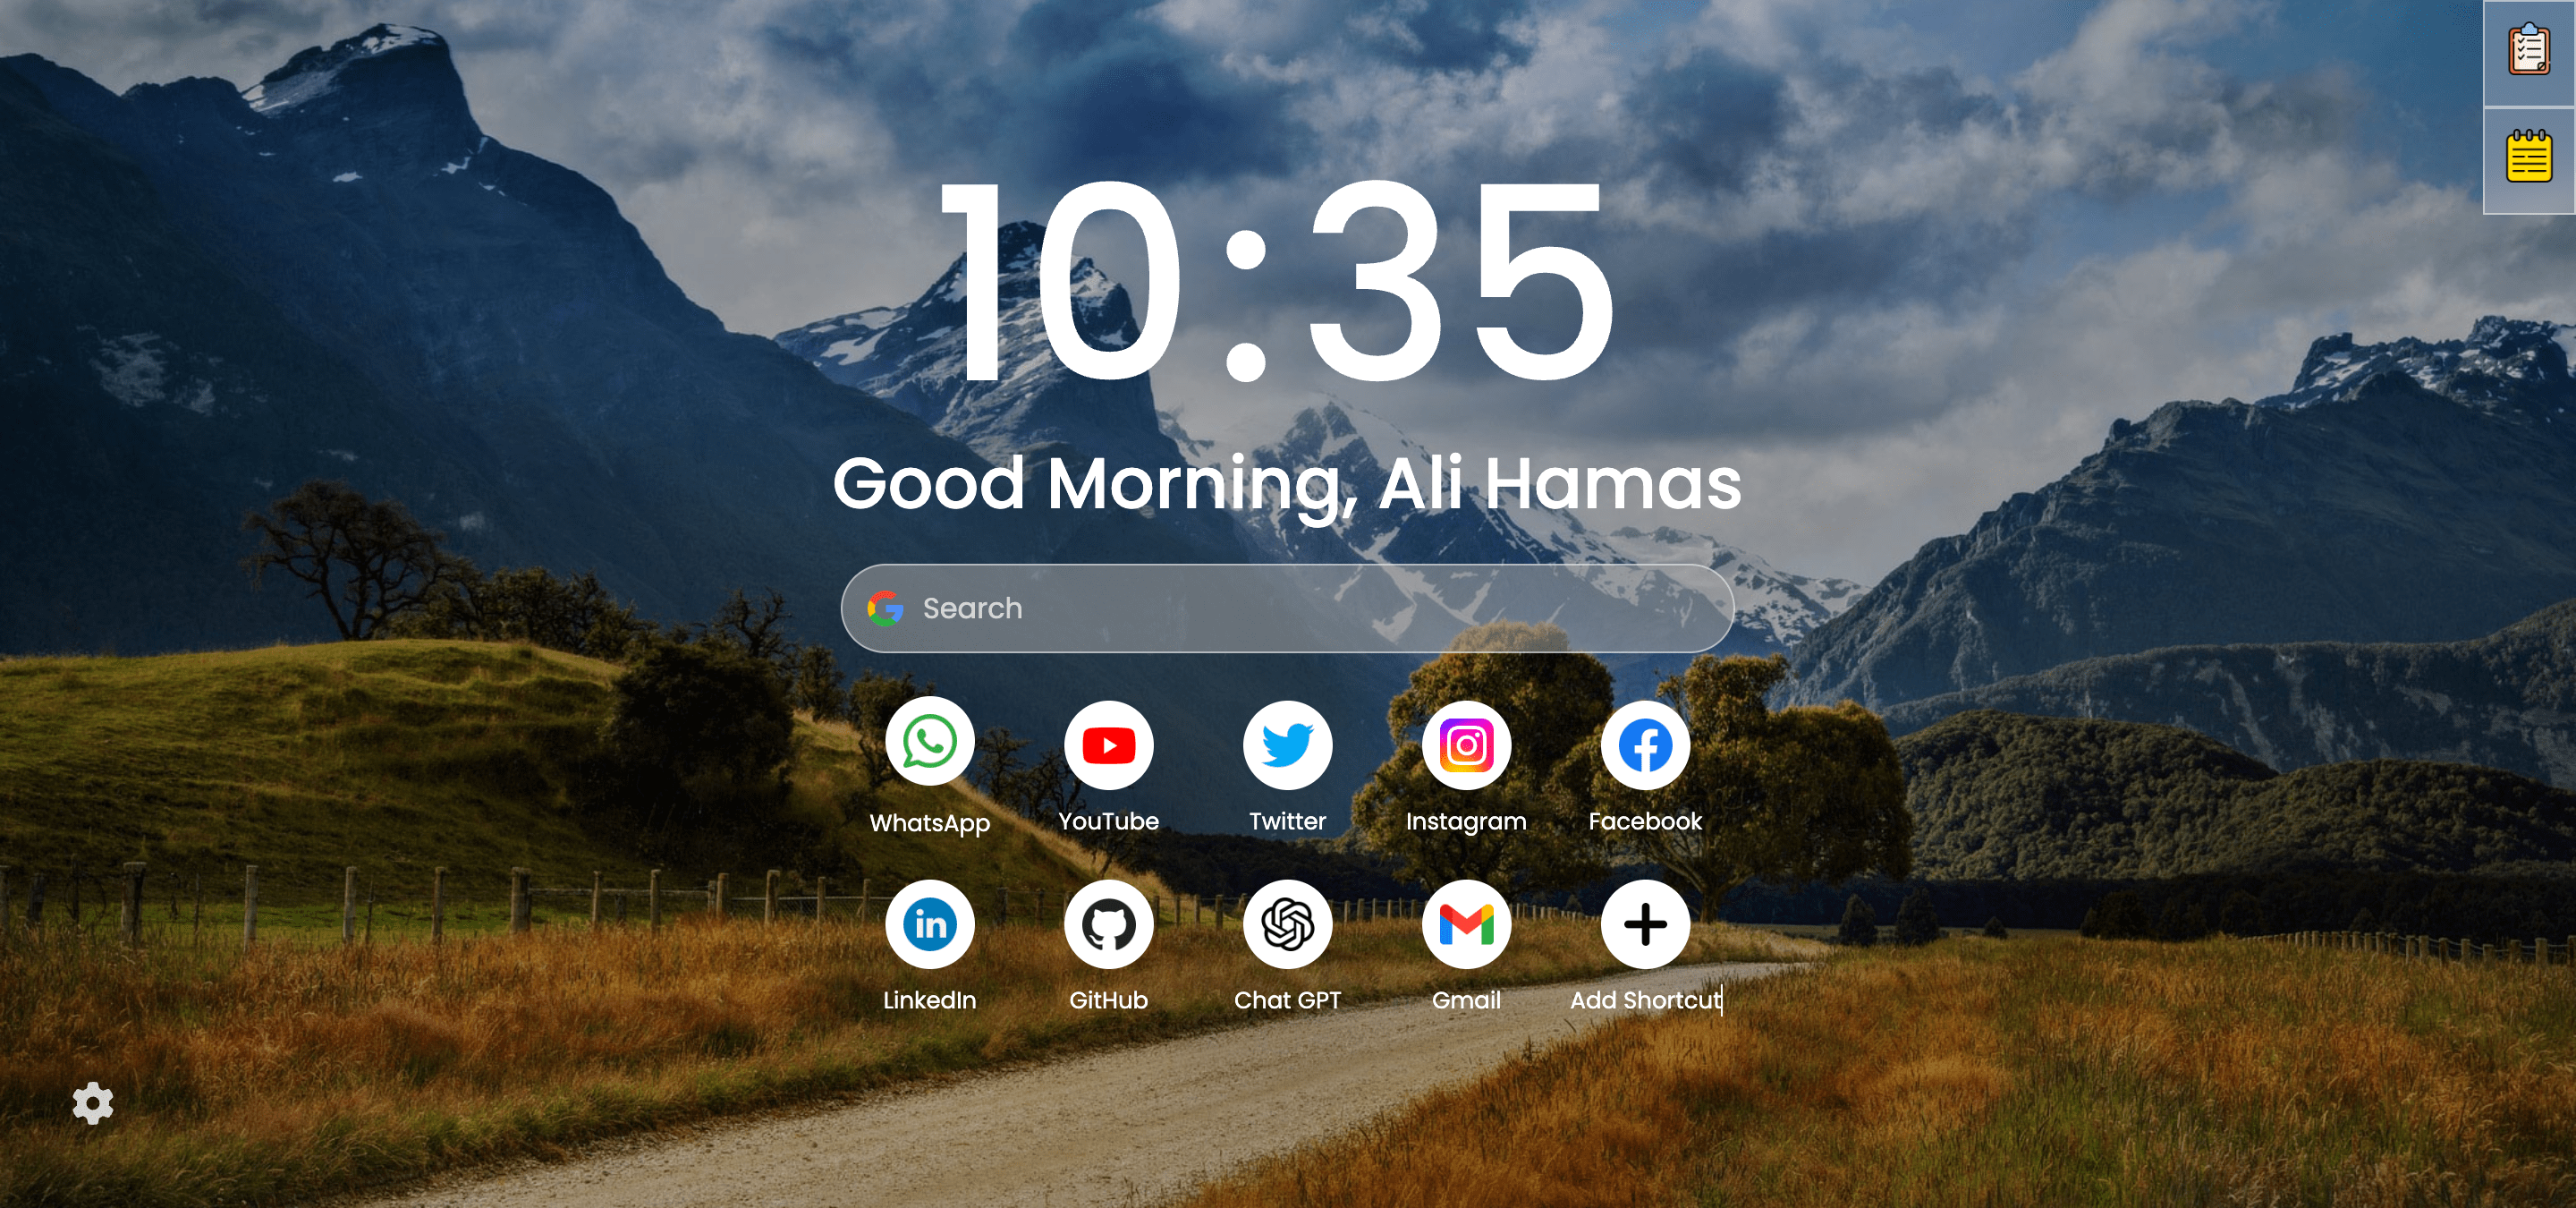 10:35
Good Morning, Ali Hamas
Search
WhatsApp YouTube Twitter Instagram Facebook
in
LinkedIn GitHub Chat GPT Gmail Add Shortcut